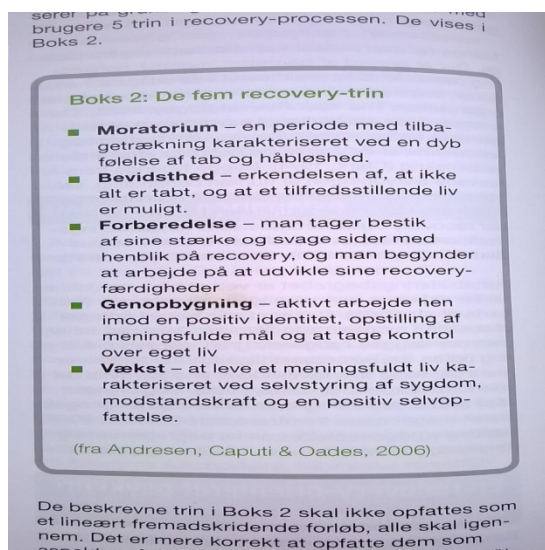 brugere 5 trin i recovery-processen. De vises i
Boks 2.
Boks 2: De fem recovery-trin
Moratorium – en periode med tilba-
getrækning karakteriseret ved en dyb
følelse af tab og håbløshed.
Bevidsthed – erkendelsen af, at ikke
alt er tabt, og at et tilfredsstillende liv
er muligt.
Forberedelse – man tager bestik
af sine stærke og svage sider med
henblik på recovery, og man begynder
at arbejde på at udvikle sine recovery-
færdigheder
Genopbygning – aktivt arbejde hen
imod en positiv identitet, opstilling af
meningsfulde mål og at tage kontrol
over eget liv
Vækst – at leve et meningsfuldt liv ka-
rakteriseret ved selvstyring af sygdom,
modstandskraft og en positiv selvop-
fattelse.
(fra Andresen, Caputi & Oades, 2006)
De beskrevne trin i Boks 2 skal ikke opfattes som
et lineært fremadskridende forløb, alle skal igen-
nem. Det er mere korrekt at opfatte dem som